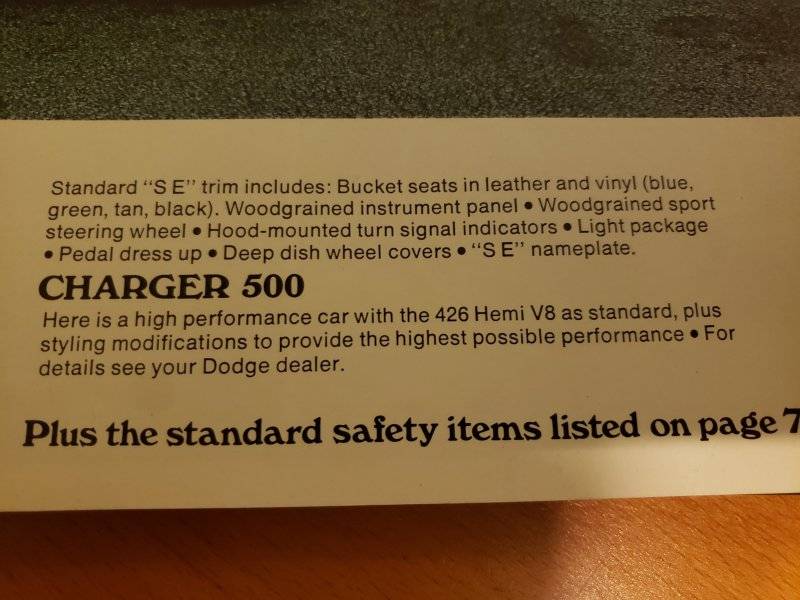 Standard “S E” trim includes: Bucket seats in leather and vinyl (blue,
green, tan, black). Woodgrained instrument panel • Woodgrained sport
steering wheel • Hood-mounted turn signal indicators • Light package
• Pedal dress up • Deep dish wheel covers • “S E” nameplate.
CHARGER 500
Here is a high performance car with the 426 Hemi V8 as standard, plus
styling modifications to provide the highest possible performance • For
details see your Dodge dealer.
Plus the standard safety items listed on page 7